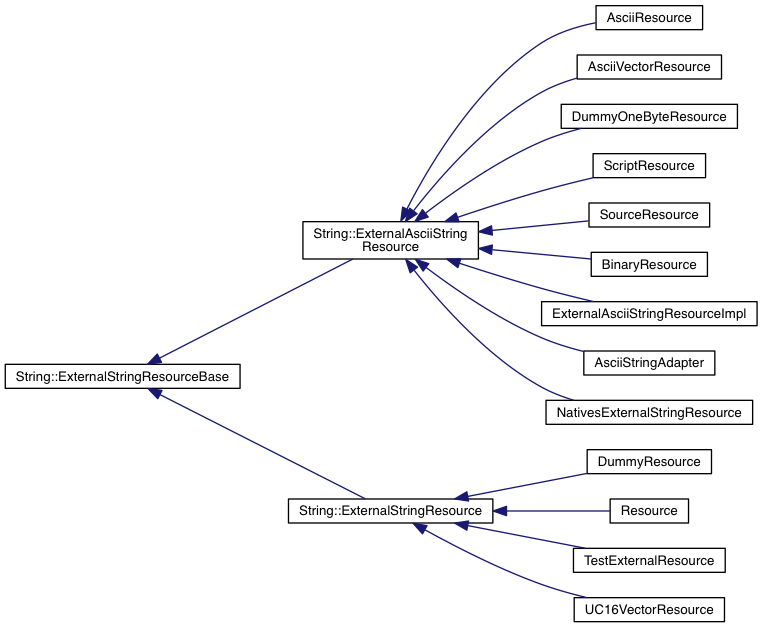 AsciiResource
AsciiVectorResource
DummyOneByteResource
ScriptResource
SourceResource
String::ExternalAsciiString
Resource
BinaryResource
ExternalAsciiStringResourceImpl
AsciiStringAdapter
String::ExternalStringResourceBase
NativesExternalStringResource
DummyResource
String::ExternalStringResource
Resource
TestExternalResource
UC16VectorResource